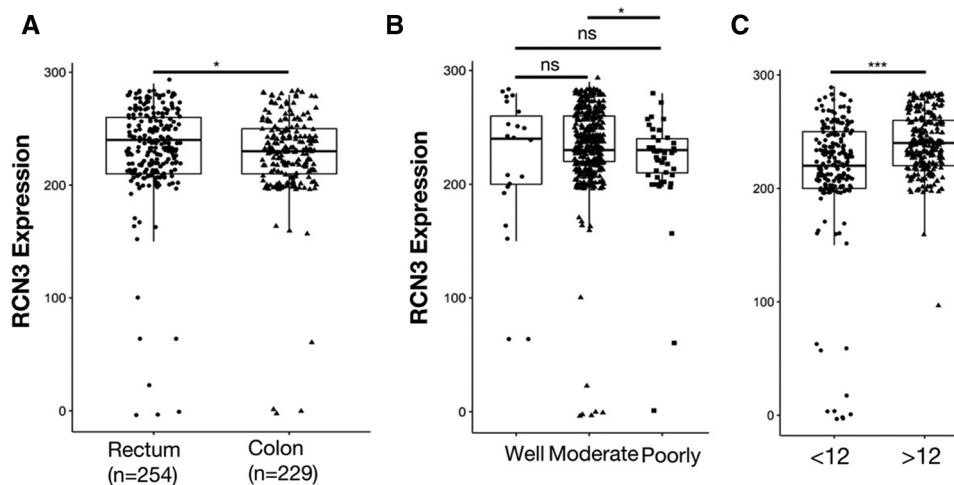 A
RCN3 Expression
300
200
100
0
*
Rectum
(n=254)
Colon
(n=229)
B
RCN3 Expression
300
200
100
0
*
ns
ns
Well Moderate Poorly
C
300
200
100
0
***
<12 >12